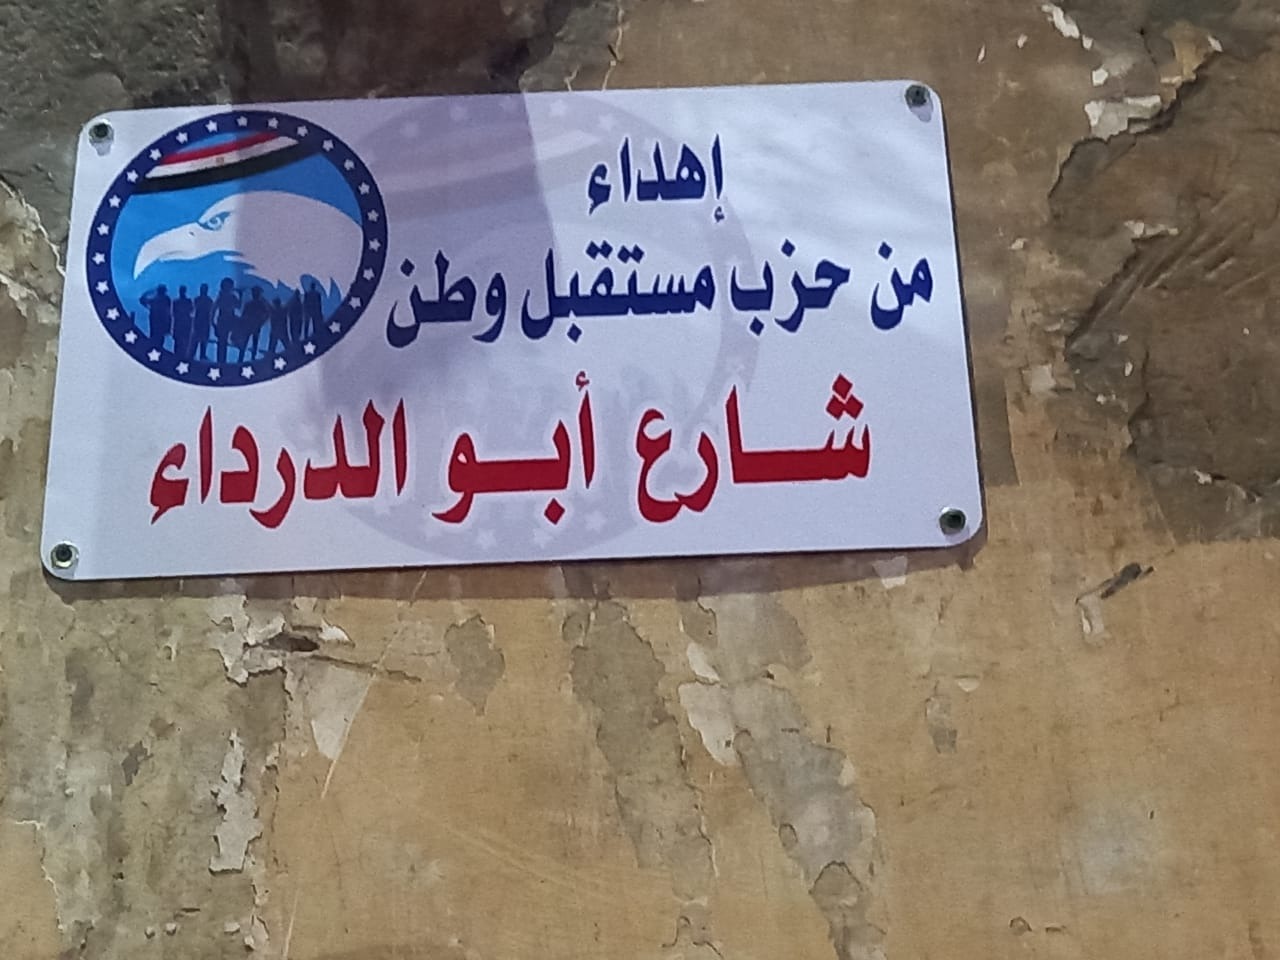 إهداء
من حزب مستقبل وطن
شارع أبو الدرداء